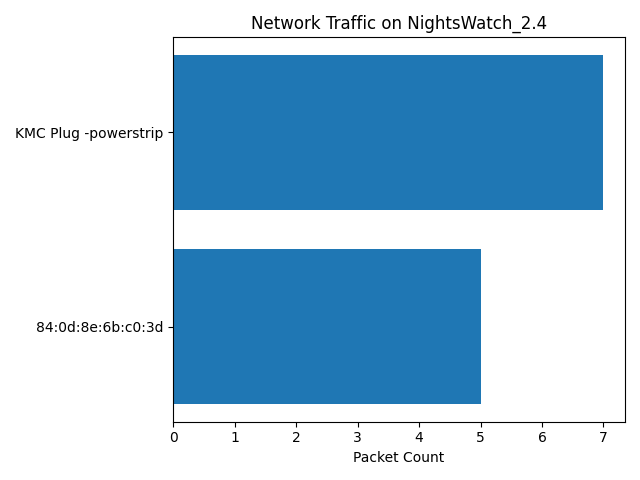 Network Traffic on NightsWatch_2.4
KMC Plug -powerstrip
84:0d:8e:6b:c0:3d
0 1 2 3 4 5 6 7
Packet Count